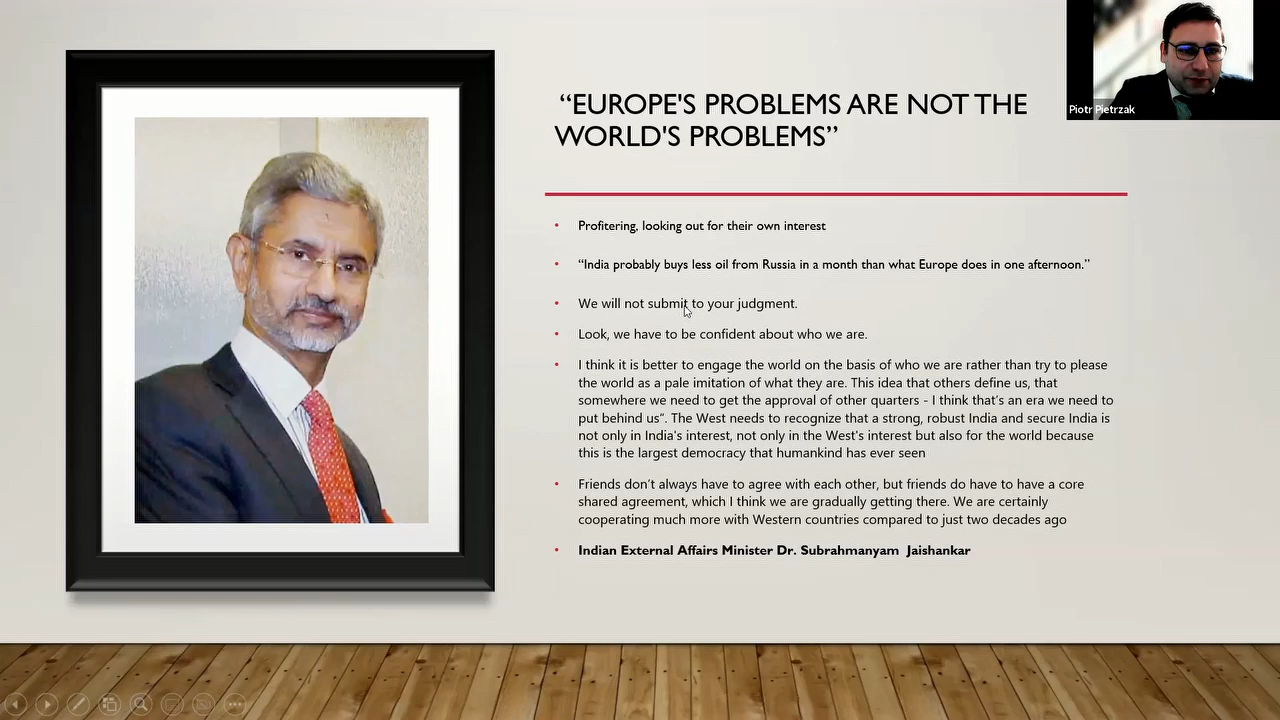 “EUROPE'S PROBLEMS ARE NOT THE
WORLD'S PROBLEMS”
Piotr Pietrzak
• Profitering, looking out for their own interest
• “India probably buys less oil from Russia in a month than what Europe does in one afternoon.”
• We will not submit to your judgment.
• Look, we have to be confident about who we are.
• I think it is better to engage the world on the basis of who we are rather than try to please
the world as a pale imitation of what they are. This idea that others define us, that
somewhere we need to get the approval of other quarters - I think that’s an era we need to
put behind us“. The West needs to recognize that a strong, robust India and secure India is
not only in India's interest, not only in the West's interest but also for the world because
this is the largest democracy that humankind has ever seen
• Friends don’t always have to agree with each other, but friends do have to have a core
shared agreement, which I think we are gradually getting there. We are certainly
cooperating much more with Western countries compared to just two decades ago
• Indian External Affairs Minister Dr. Subrahmanyam  Jaishankar